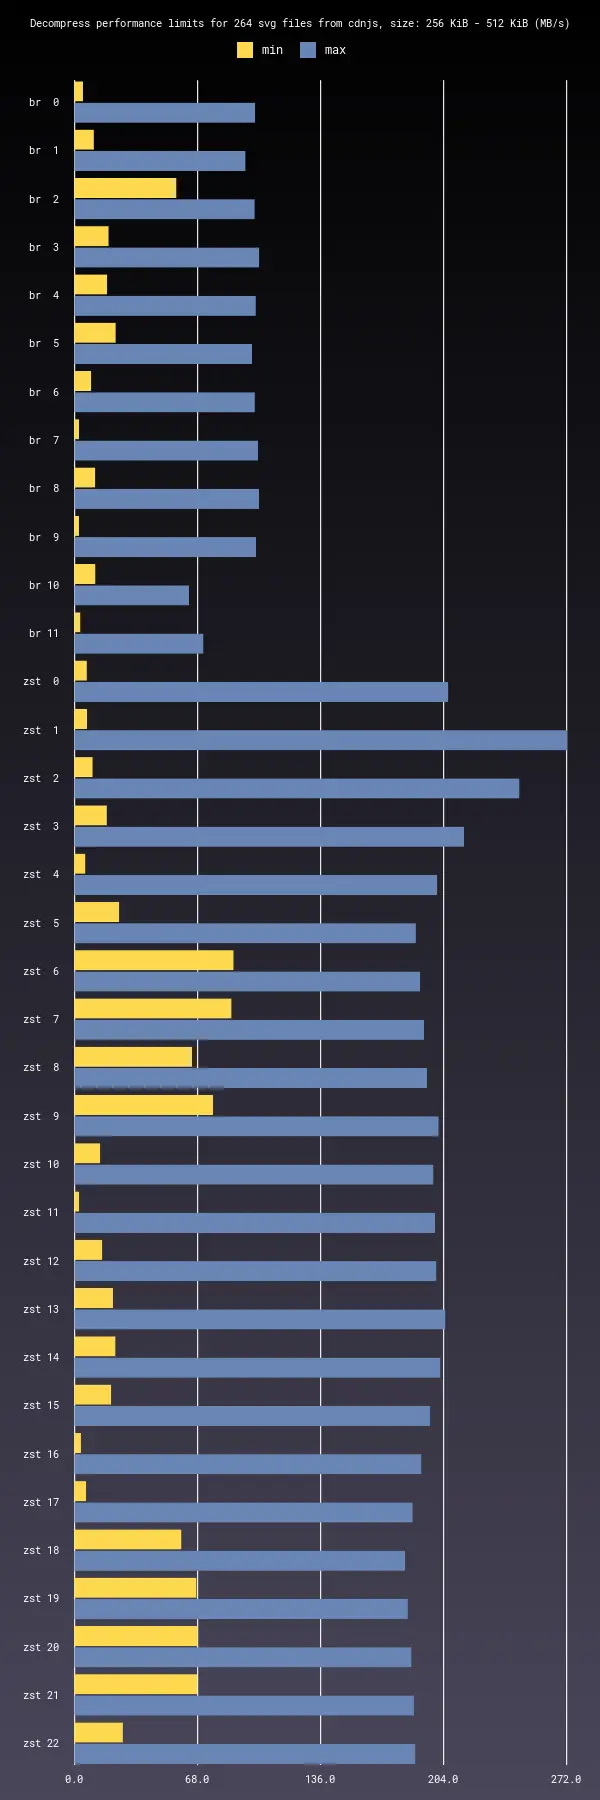 Decompress performance limits for 264 svg files from cdnjs, size: 256 KiB - 512 KiB (MB/s)
min max
br 0
br 1
br 2
br 3
br 4
br 5
br 6
br 7
br 8
br 9
br 10
br 11
zst 0
zst 1
zst 2
zst 3
zst 4
zst 5
zst 6
zst 7
zst 8
zst 9
zst 10
zst 11
zst 12
zst 13
zst 14
zst 15
zst 16
zst 17
zst 18
zst 19
zst 20
zst 21
zst 22
0.0 68.0 136.0 204.0 272.0